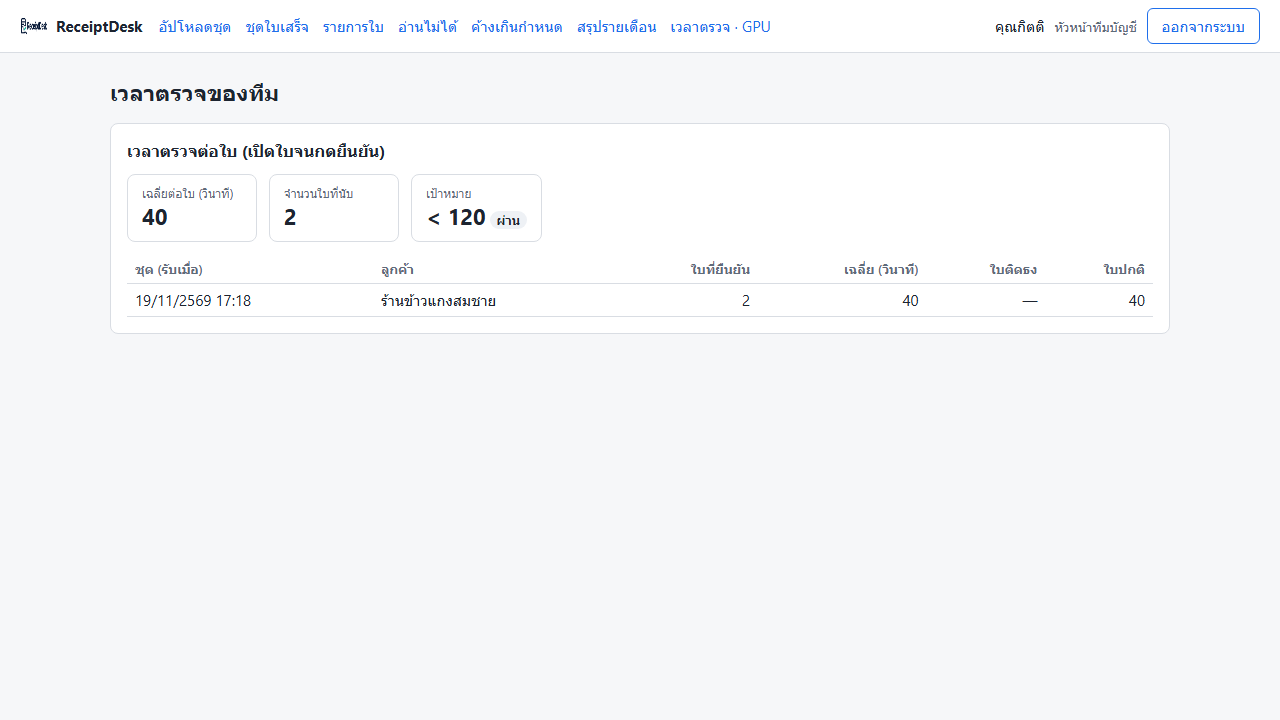 ReceiptDesk อัปโหลดชุด ชุดใบเสร็จ รายการใบ อ่านไม่ได้ ค้างเกินกำหนด สรุปรายเดือน เวลาตรวจ · GPU คุณกิตติ หัวหน้าทีมบัญชี ออกจากระบบ
เวลาตรวจของทีม
เวลาตรวจต่อใบ (เปิดใบจนกดยืนยัน)
เฉลี่ยต่อใบ (วินาที) จำนวนใบที่นับ เป้าหมาย
40 2 < 120 ผ่าน
ชุด (รับเมื่อ) ลูกค้า ใบที่ยืนยัน เฉลี่ย (วินาที) ใบติดธง ใบปกติ
19/11/2569 17:18 ร้านข้าวแกงสมชาย 2 40 — 40